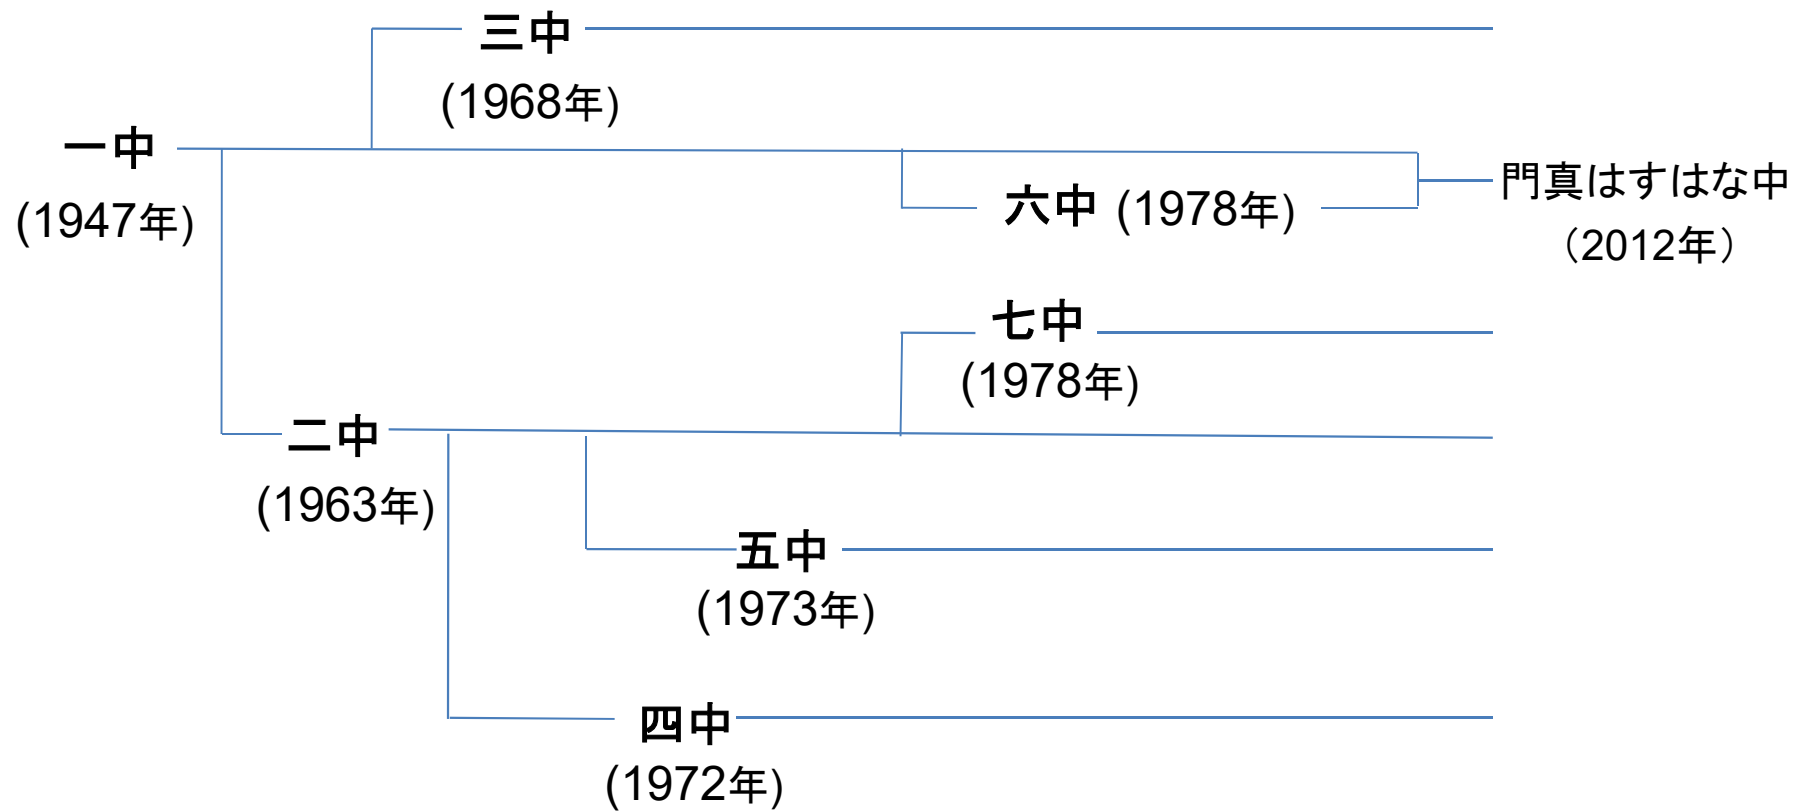 三中
(1968年)
一中
(1947年)
六中 (1978年)
門真はすはな中
（2012年）
七中
(1978年)
二中
(1963年)
五中
(1973年)
四中
(1972年)